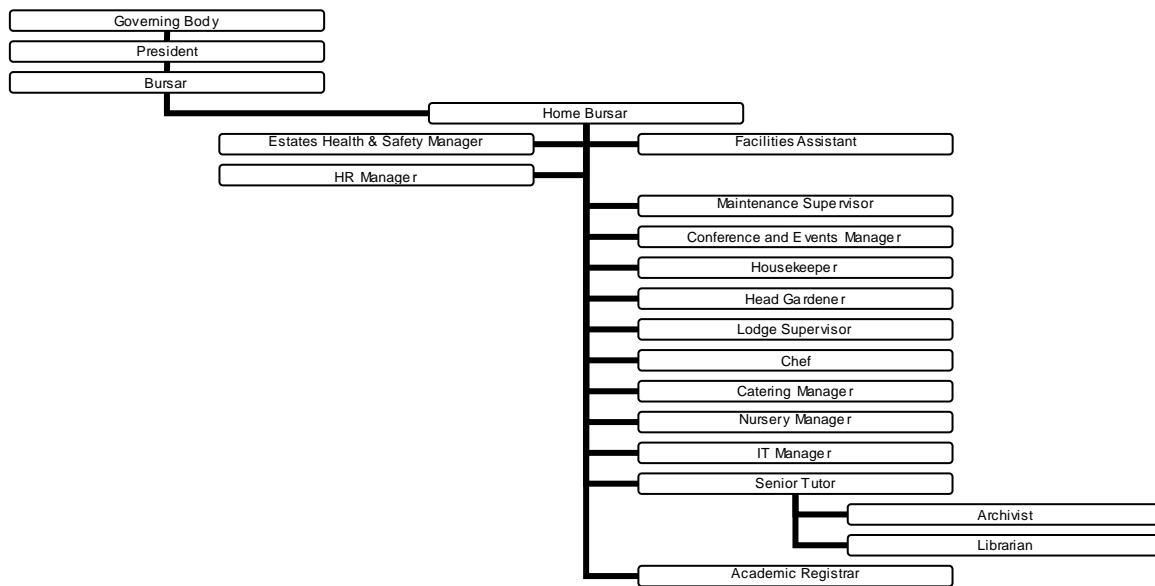 Governing Body
President
Bursar
Home Bursar
Estates Health & Safety Manager
Facilities Assistant
HR Manager
Maintenance Supervisor
Conference and Events Manager
Housekeeper
Head Gardener
Lodge Supervisor
Chef
Catering Manager
Nursery Manager
IT Manager
Senior Tutor
Archivist
Librarian
Academic Registrar